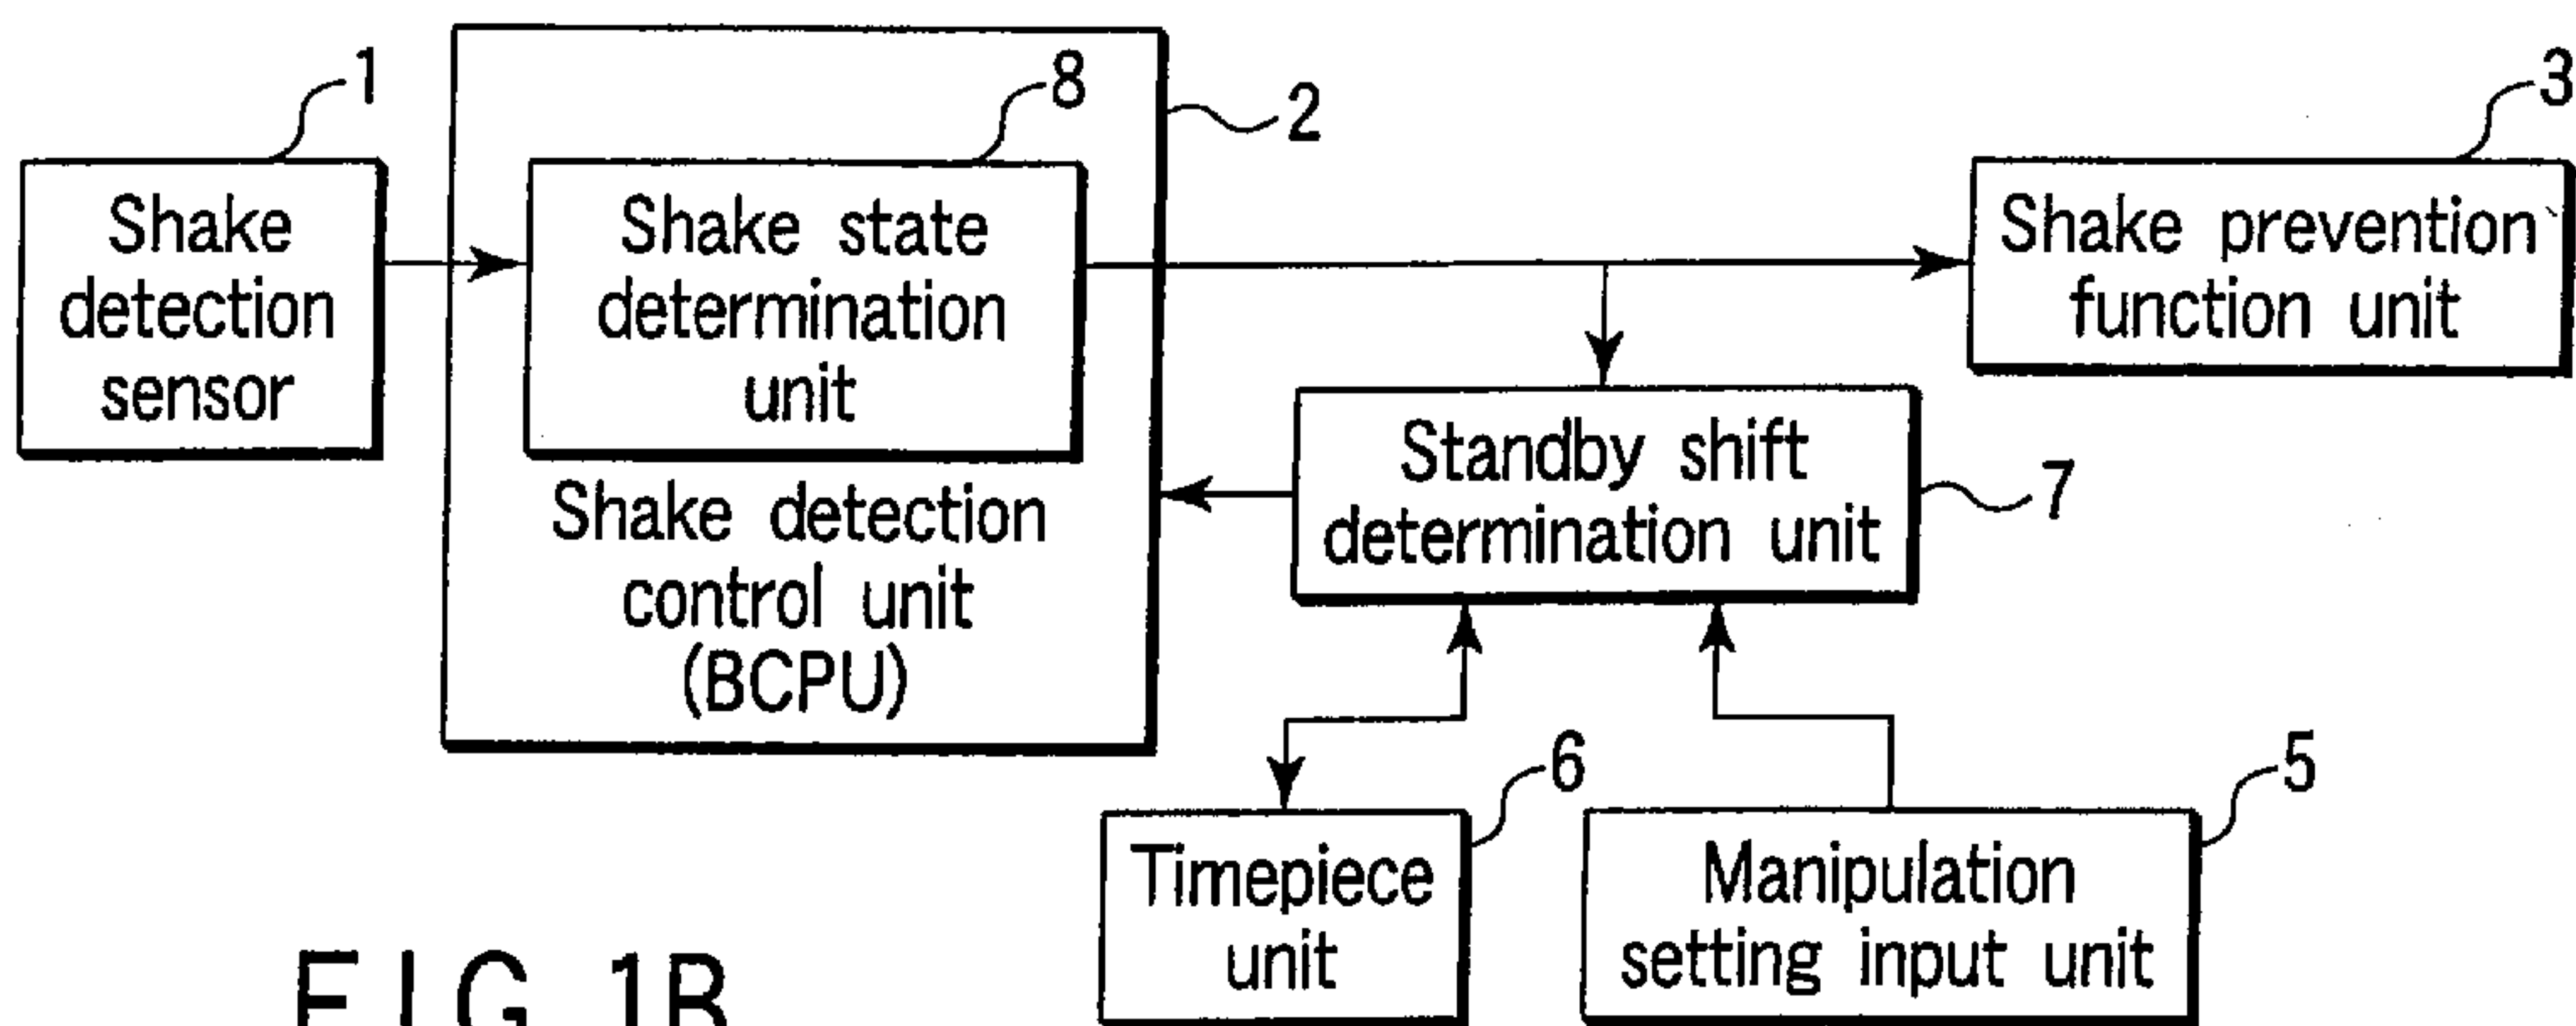 1
8
2
3
Shake
detection
sensor
Shake state
determination
unit
Shake prevention
function unit
Standby shift
determination unit
7
Shake detection
control unit
(BCPU)
6
5
Timepiece
unit
Manipulation
setting input unit
FIG. 1B